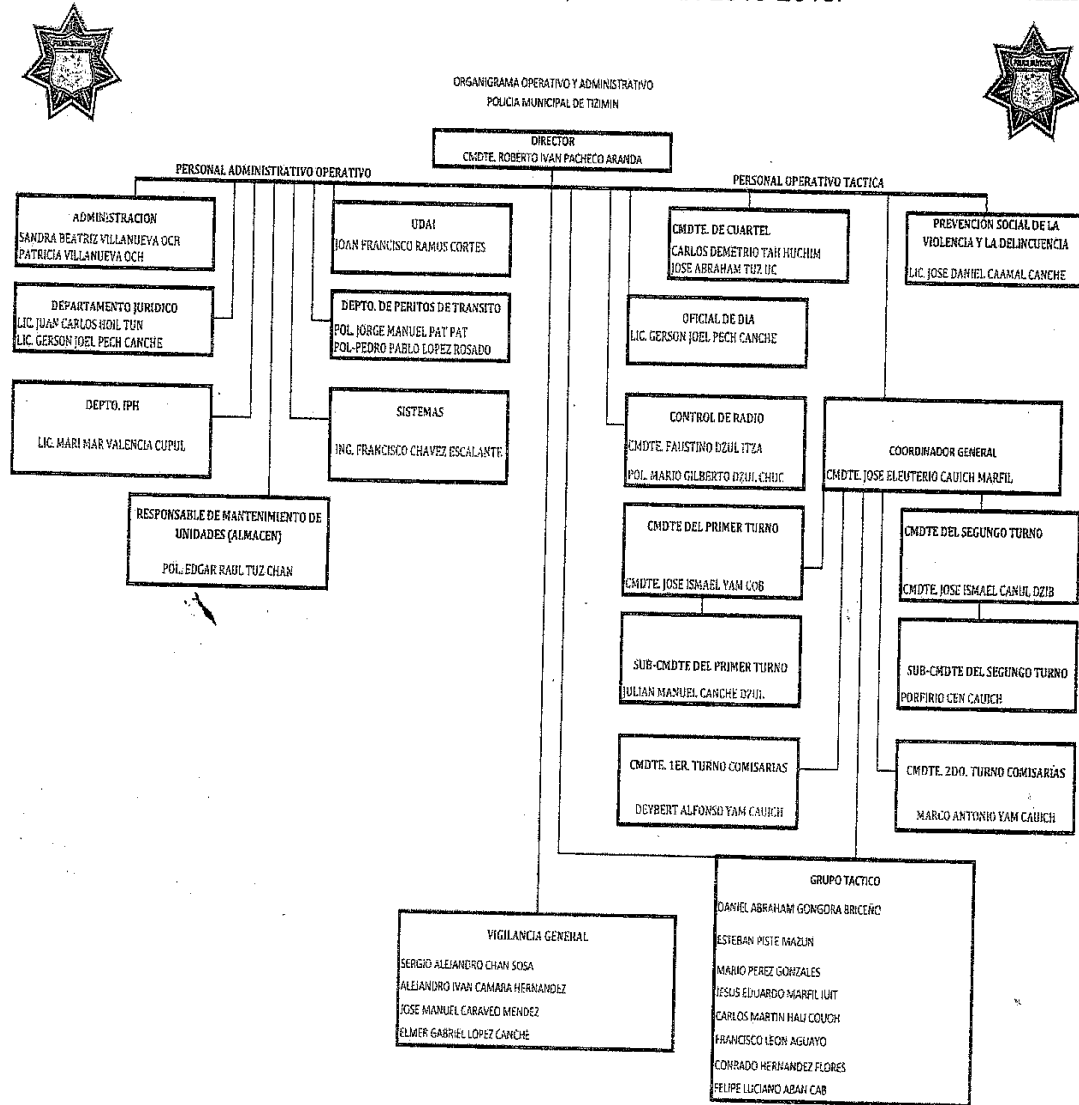 ORGANIGRAMA OPERATIVO Y ADMINISTRATIVO
POLICIA MUNICIPAL DE TIZIMIN
DIRECTOR
CMDTE. ROBERTO IVAN PACHECO ARANDA
PERSONAL ADMINISTRATIVO OPERATIVO
PERSONAL OPERATIVO TACTICA
ADMINISTRACION
SANDRA BEATRIZ VILLANUEVA OCH
PATRICIA VILLANUEVA OCH
UDAI
JOAN FRANCISCO RAMOS CORTES
CMDTE. DE CUARTEL
CARLOS DEMETRIO TAH HUCHIM
JOSE ABRAHAM TUZ UC
PREVENCIÓN SOCIAL DE LA
VIOLENCIA Y LA DELINCUENCIA
LIC. JOSE DANIEL CAAMAL CANCHE
DEPARTAMENTO JURIDICO
LIC. JUAN CARLOS HOIL TUN
LIC. GERSON JOEL PECH CANCHE
DEPTO. DE PERITOS DE TRANSITO
POL. JORGE MANUEL PAT PAT
POL-PEDRO PABLO LOPEZ ROSADO
OFICIAL DE DIA
LIC. GERSON JOEL PECH CANCHE
DEPTO. IPH
LIC. MARI MAR VALENCIA CUPUL
SISTEMAS
ING. FRANCISCO CHAVEZ ESCALANTE
CONTROL DE RADIO
CMDTE. FAUSTINO DZUL ITZA
POL. MARIO GILBERTO DZUL CHUC
COORDINADOR GENERAL
CMDTE. JOSE ELEUTERIO CAUICH MARFIL
RESPONSABLE DE MANTENIMIENTO DE
UNIDADES (ALMACEN)
POL. EDGAR RAUL TUZ CHAN
CMDTE DEL PRIMER TURNO
CMDTE. JOSE ISMAEL YAM COB
CMDTE DEL SEGUNGO TURNO
CMDTE. JOSE ISMAEL CANUL DZIB
SUB-CMDTE DEL PRIMER TURNO
JULIAN MANUEL CANCHE DZUL
SUB-CMDTE DEL SEGUNGO TURNO
PORFIRIO CEN CAUICH
CMDTE. 1ER. TURNO COMISARIAS
DEYBERT ALFONSO YAM CAUICH
CMDTE. 2DO. TURNO COMISARÍAS
MARCO ANTONIO YAM CAUICH
VIGILANCIA GENERAL
SERGIO ALEJANDRO CHAN SOSA
ALEJANDRO IVAN CAMARA HERNANDEZ
JOSE MANUEL CARAVEO MENDEZ
ELMER GABRIEL LOPEZ CANCHE
GRUPO TACTICO
DANIEL ABRAHAM GONGORA BRICEÑO
ESTEBAN PISTE MAZUN
MARIO PEREZ GONZALES
JESUS EDUARDO MARFIL IUIT
CARLOS MARTIN HAU COUOH
FRANCISCO LEON AGUAYO
CONRADO HERNANDEZ FLORES
FELIPE LUCIANO ABAN CAB